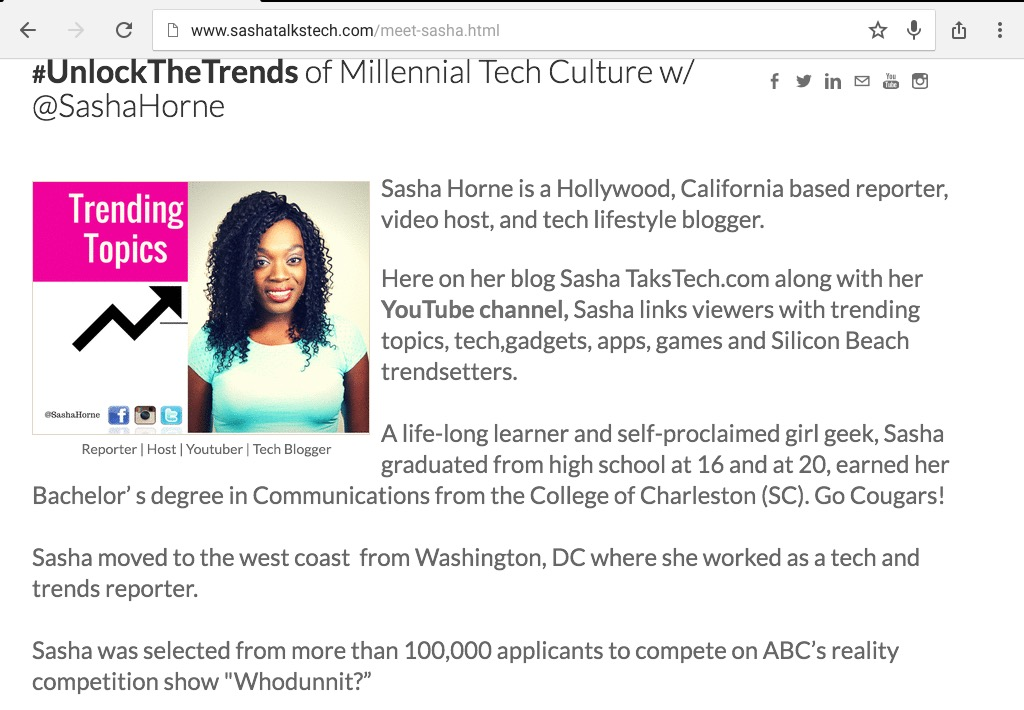 www.sashatalkstech.com/meet-sasha.html
#UnlockTheTrends of Millennial Tech Culture w/
@SashaHorne
You
Tube
Trending
Topics
@SashaHorne
Reporter | Host | Youtuber | Tech Blogger
Sasha Horne is a Hollywood, California based reporter,
video host, and tech lifestyle blogger.
Here on her blog Sasha TaksTech.com along with her
YouTube channel, Sasha links viewers with trending
topics, tech,gadgets, apps, games and Silicon Beach
trendsetters.
A life-long learner and self-proclaimed girl geek, Sasha
graduated from high school at 16 and at 20, earned her
Bachelor’ s degree in Communications from the College of Charleston (SC). Go Cougars!
Sasha moved to the west coast  from Washington, DC where she worked as a tech and
trends reporter.
Sasha was selected from more than 100,000 applicants to compete on ABC’s reality
competition show "Whodunnit?”